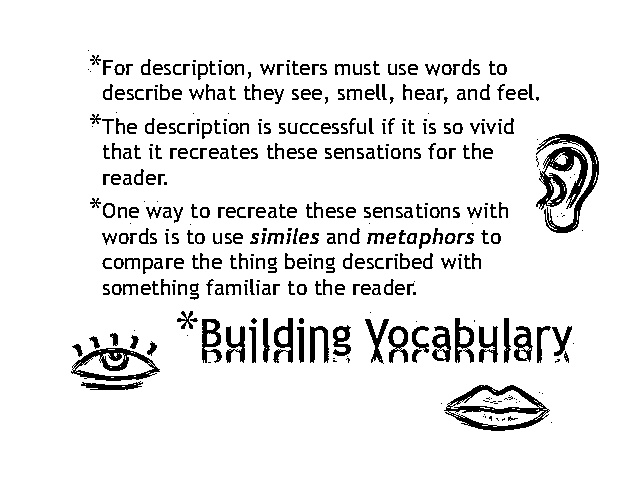 *For description, writers must use words to
describe what they see, smell, hear, and feel.
*The description is successful if it is so vivid
that it recreates these sensations for the
reader.
*One way to recreate these sensations with
words is to use similes and metaphors to
compare the thing being described with
something familiar to the reader.
*Building Vocabulary